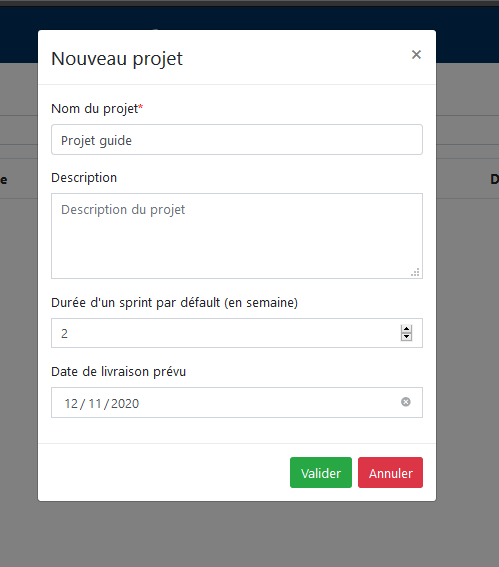 Nouveau projet ×
Nom du projet*
Projet guide
e
D
Description
Description du projet
Durée d'un sprint par défault (en semaine)
2
Date de livraison prévu
12/11/2020
Valider Annuler